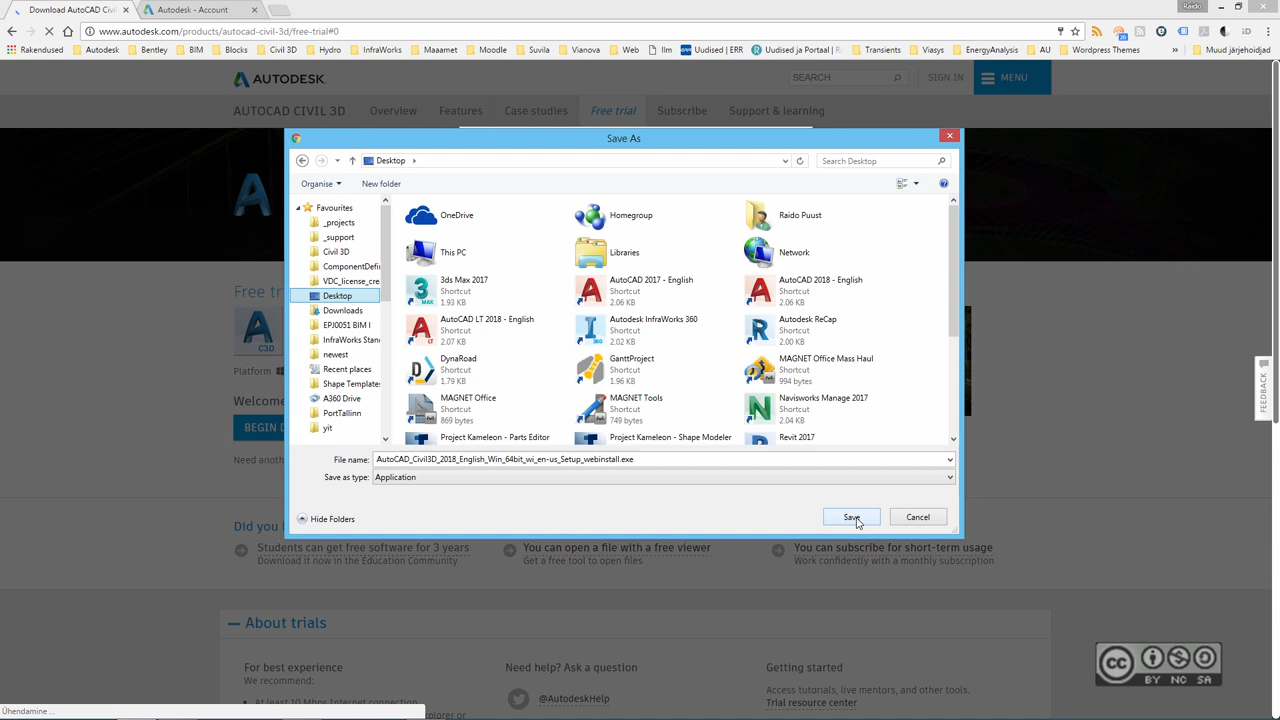 Download AutoCAD Civi
Autodesk - Account
Raido
www.autodesk.com/products/autocad-civil-3d/free-trial#0
Rakendused
Autodesk
Bentley
BIM
Blocks
Civil 3D
Hydro
InfraWorks
Maaamet
Moodle
Suvila
Vianova
Web
Ilm
Uudised | ERR
Uudised ja Portaal |
Transients
Viasys
EnergyAnalysis
AU
Wordpress Themes
»
Muud järjehoidjad
AUTODESK.
SEARCH
SIGN IN
MENU
AUTOCAD CIVIL 3D
Overview
Features
Case studies
Free trial
Subscribe
Support & learning
Save As
Desktop
Search Desktop
Organise
New folder
Favourites
_projects
_support
Civil 3D
ComponentDefi
VDC_license_cre
Desktop
Downloads
EPJ0051 BIM I
InfraWorks Stan
newest
Recent places
Shape Templates
A360 Drive
PortTallinn
yit
OneDrive
Homegroup
Raido Puust
This PC
Libraries
Network
3ds Max 2017
Shortcut
1.93 KB
AutoCAD 2017 - English
Shortcut
2.06 KB
AutoCAD 2018 - English
Shortcut
2.06 KB
AutoCAD LT 2018 - English
Shortcut
2.07 KB
Autodesk InfraWorks 360
Shortcut
2.02 KB
Autodesk ReCap
Shortcut
2.00 KB
DynaRoad
Shortcut
1.79 KB
GanttProject
Shortcut
1.96 KB
MAGNET Office Mass Haul
Shortcut
994 bytes
MAGNET Office
Shortcut
869 bytes
MAGNET Tools
Shortcut
749 bytes
Navisworks Manage 2017
Shortcut
2.04 KB
Project Kameleon - Parts Editor
Project Kameleon - Shape Modeler
Revit 2017
File name:
AutoCAD_Civil3D_2018_English_Win_64bit_wi_en-us_Setup_webinstall.exe
Save as type:
Application
Hide Folders
Save
Cancel
Free tr
C3D
Platform
Welcome
BEGIN D
Need anoth
FEEDBACK
Did you
Students can get free software for 3 years
Download it now in the Education Community
You can open a file with a free viewer
Get a free tool to open files
You can subscribe for short-term usage
Work confidently with a monthly subscription
About trials
For best experience
We recommend:
At least 10 Mbps Internet connection
plorer or
Need help? Ask a question
@AutodeskHelp
Getting started
Access tutorials, live mentors, and other topics.
Trial resource center
cc
BY NC SA
Ühendamine ...